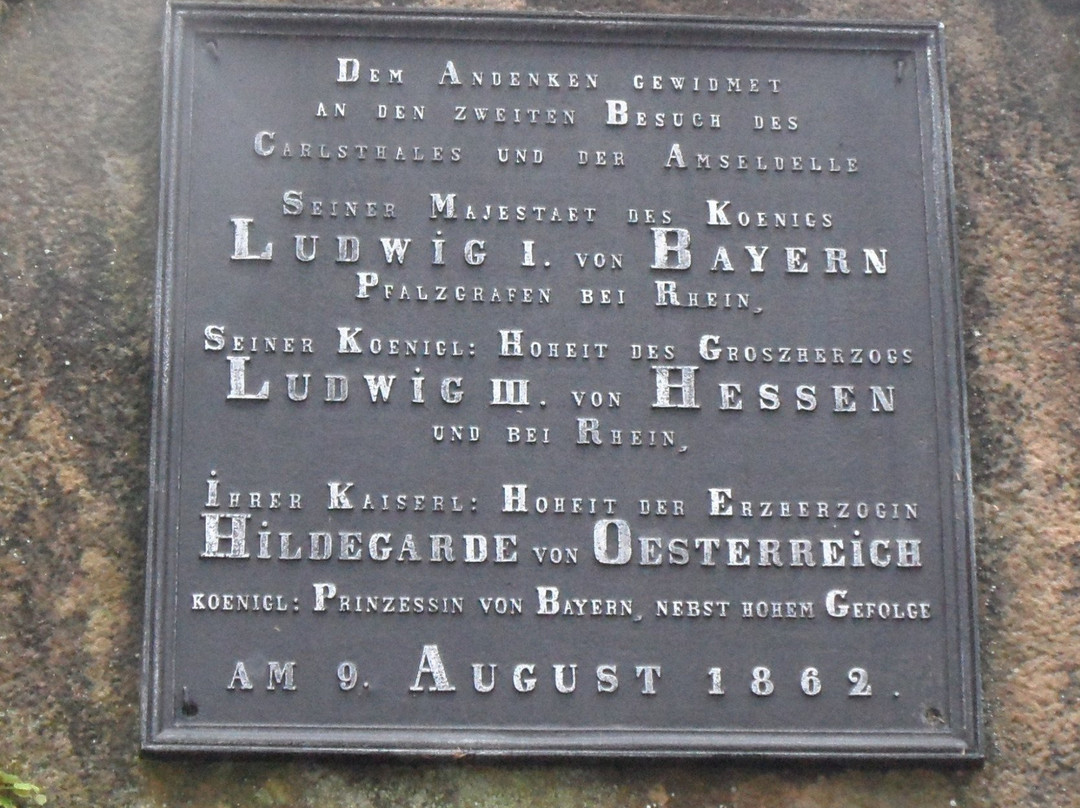 Dem Andenken gewidmet
an den zweiten Besuch des
Carlsthales und der Amseldelle
Seiner Majestaet des Koenigs
Ludwig I. von Bayern
Pfalzgrafen bei Rhein,
Seiner Koenigl: Hoheit des Groszherzogs
Ludwig III. von Hessen
und bei Rhein,
Ihrer Kaiserl: Hoheit der Erzherzogin
Hildegarde von Oesterreich
koenigl: Prinzessin von Bayern, nebst hohem Gefolge
am 9. August 1862.